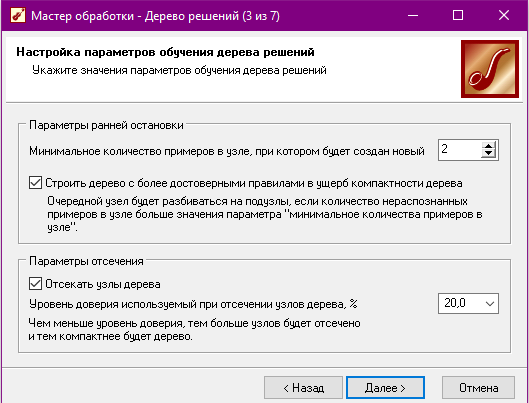 Мастер обработки - Дерево решений (3 из 7)
Настройка параметров обучения дерева решений
Укажите значения параметров обучения дерева решений
Параметры ранней остановки
Минимальное количество примеров в узле, при котором будет создан новый
2
Строить дерево с более достоверными правилами в ущерб компактности дерева
Очередной узел будет разбиваться на подузлы, если количество нераспознанных
примеров в узле больше значения параметра "минимальное количества примеров в
узле".
Параметры отсечения
Отсекать узлы дерева
Уровень доверия используемый при отсечении узлов дерева, %
20,0
Чем меньше уровень доверия, тем больше узлов будет отсечено
и тем компактнее будет дерево.
< Назад
Далее >
Отмена